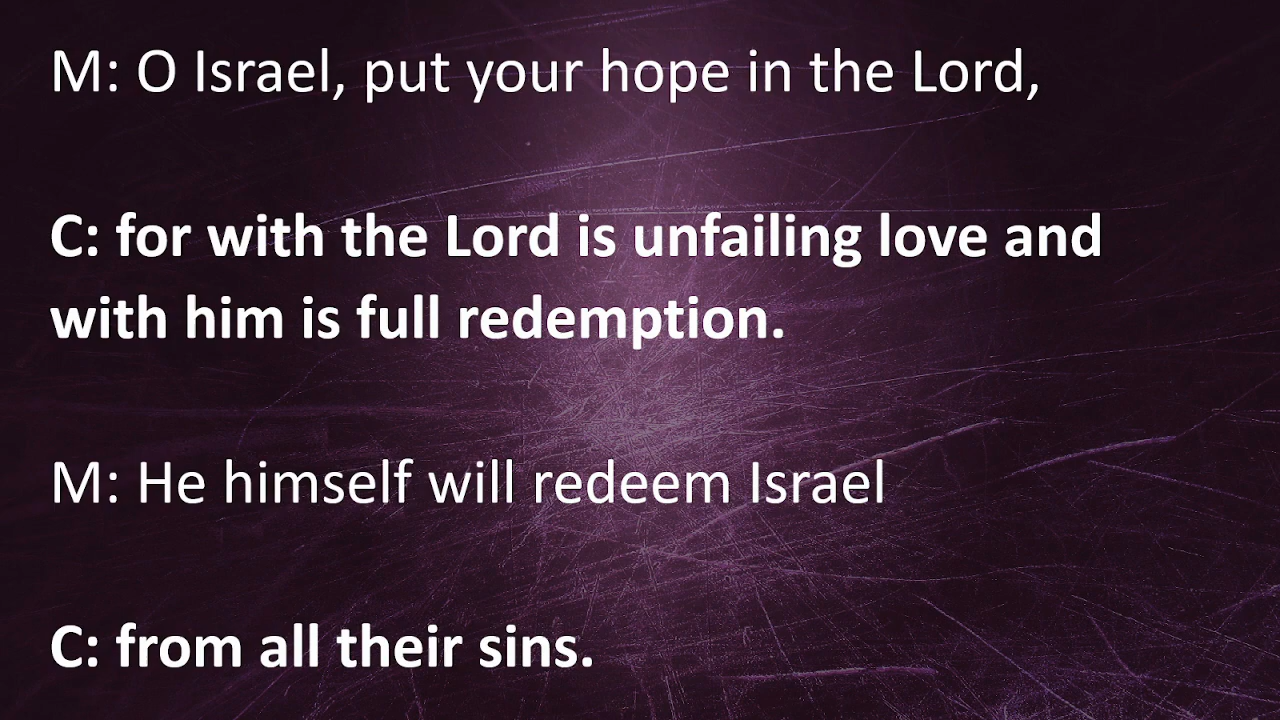 M: O Israel, put your hope in the Lord,
C: for with the Lord is unfailing love and
with him is full redemption.
M: He himself will redeem Israel
C: from all their sins.